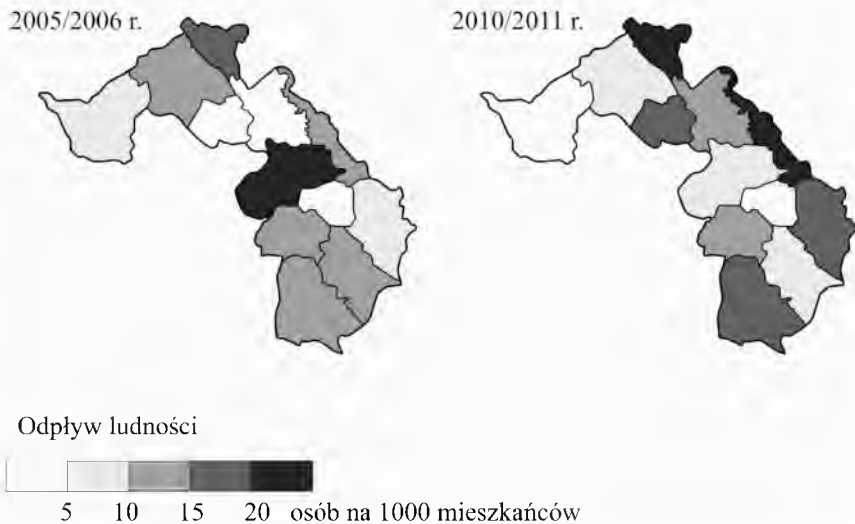 2005/2006 r.
2010/2011 r.
Odpływ ludności
5 10 15 20 osób na 1000 mieszkańców